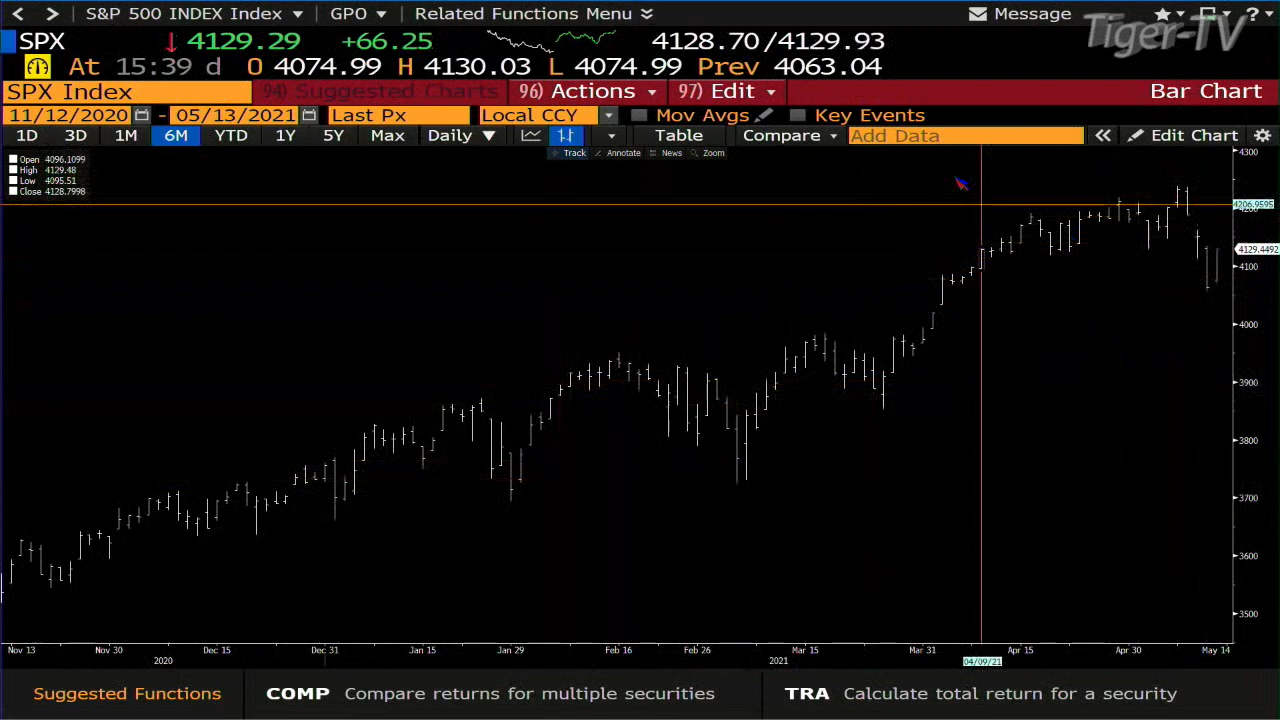 S&P 500 INDEX Index GPO Related Functions Menu Message ?
Tiger-TV
SPX 4129.29 +66.25 4128.70/4129.93
At 15:39 d O 4074.99 H 4130.03 L 4074.99 Prev 4063.04
SPX Index 94) Suggested Charts 96) Actions 97) Edit Bar Chart
11/12/2020 - 05/13/2021 Last Px Local CCY Mov Avgs Key Events
1D 3D 1M 6M YTD 1Y 5Y Max Daily Table Compare Add Data Edit Chart
Track Annotate News Zoom
Open 4096.1099
High 4129.48
Low 4095.51
Close 4128.7998
4300
4206.9595
4200
4129.4492
4100
4000
3900
3800
3700
3600
3500
Nov 13 Nov 30 Dec 15 Dec 31 Jan 15 Jan 29 Feb 16 Feb 26 Mar 15 Mar 31 Apr 15 Apr 30 May 14
2020 2021 04/09/21
Suggested Functions COMP Compare returns for multiple securities TRA Calculate total return for a security